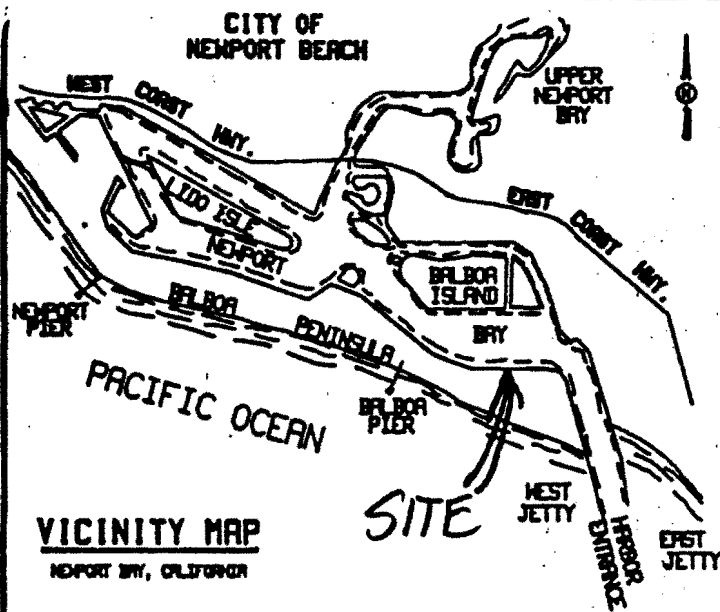 CITY OF
NEWPORT BEACH
WEST COAST HWY.
UPPER
NEWPORT
BAY
N
LIDO ISLE
NEWPORT
EAST COAST HWY.
BALBOA
ISLAND
BAY
NEWPORT
PIER
BALBOA PENINSULA
BALBOA
PIER
PACIFIC OCEAN
SITE
WEST
JETTY
HARBOR
ENTRANCE
EAST
JETTY
VICINITY MAP
NEWPORT BAY, CALIFORNIA